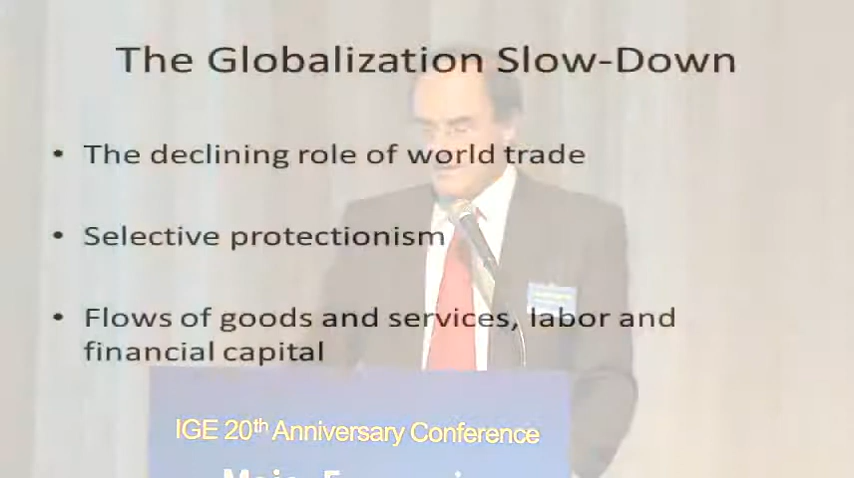 The Globalization Slow-Down
• The declining role of world trade
• Selective protectionism
• Flows of goods and services, labor and
financial capital
IGE 20th Anniversary Conference